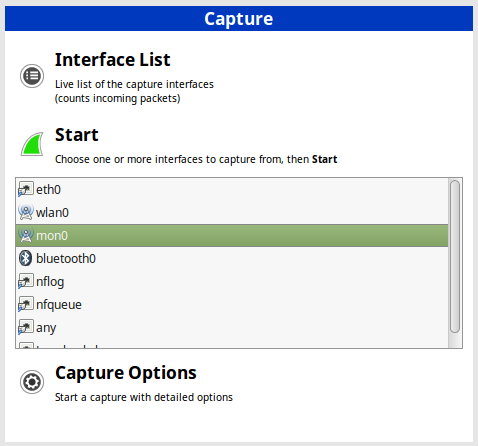 Capture
Interface List
Live list of the capture interfaces
(counts incoming packets)
Start
Choose one or more interfaces to capture from, then Start
eth0
wlan0
mon0
bluetooth0
nflog
nfqueue
any
Capture Options
Start a capture with detailed options